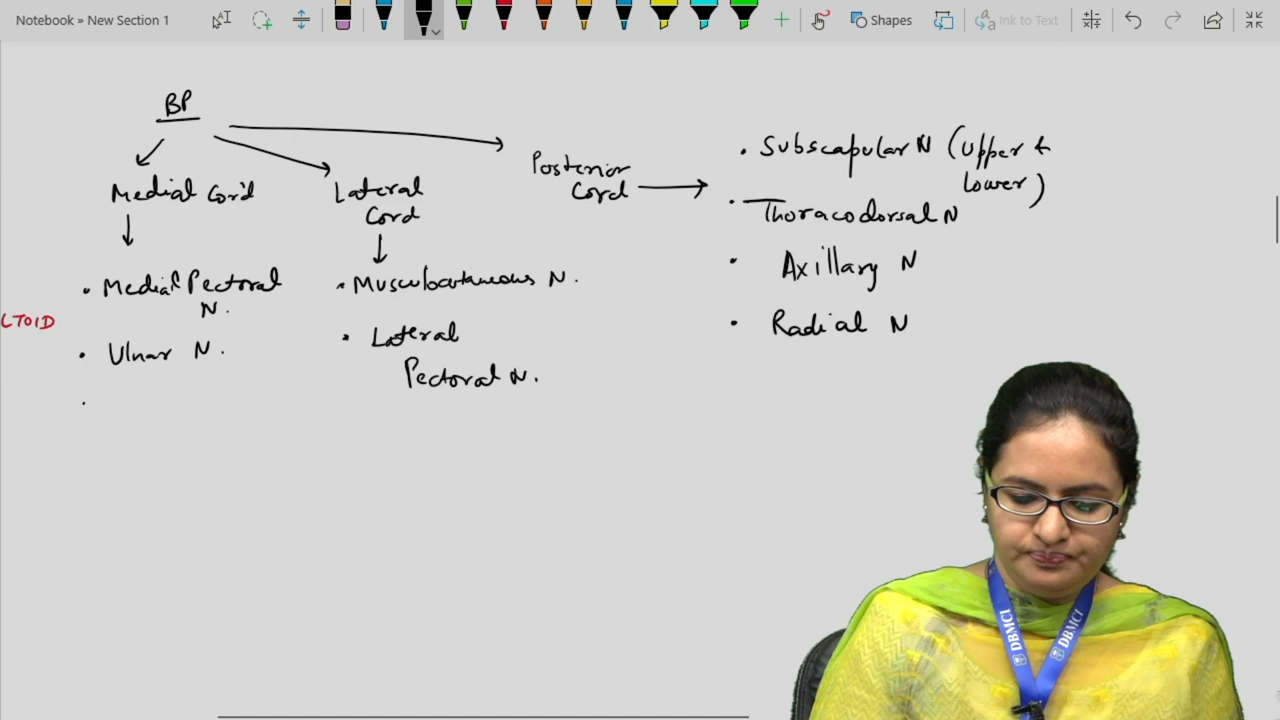 Notebook » New Section 1
Shapes
Ink to Text
BP
Medial Cord
Lateral
Cord
Posterior
Cord
• Medial Pectoral
N.
• Ulnar N.
• Musculocutaneous N.
• Lateral
Pectoral N.
• Subscapular N (Upper &
lower)
• Thoracodorsal N
• Axillary N
• Radial N
LTOID
DBMCI
DBMCI